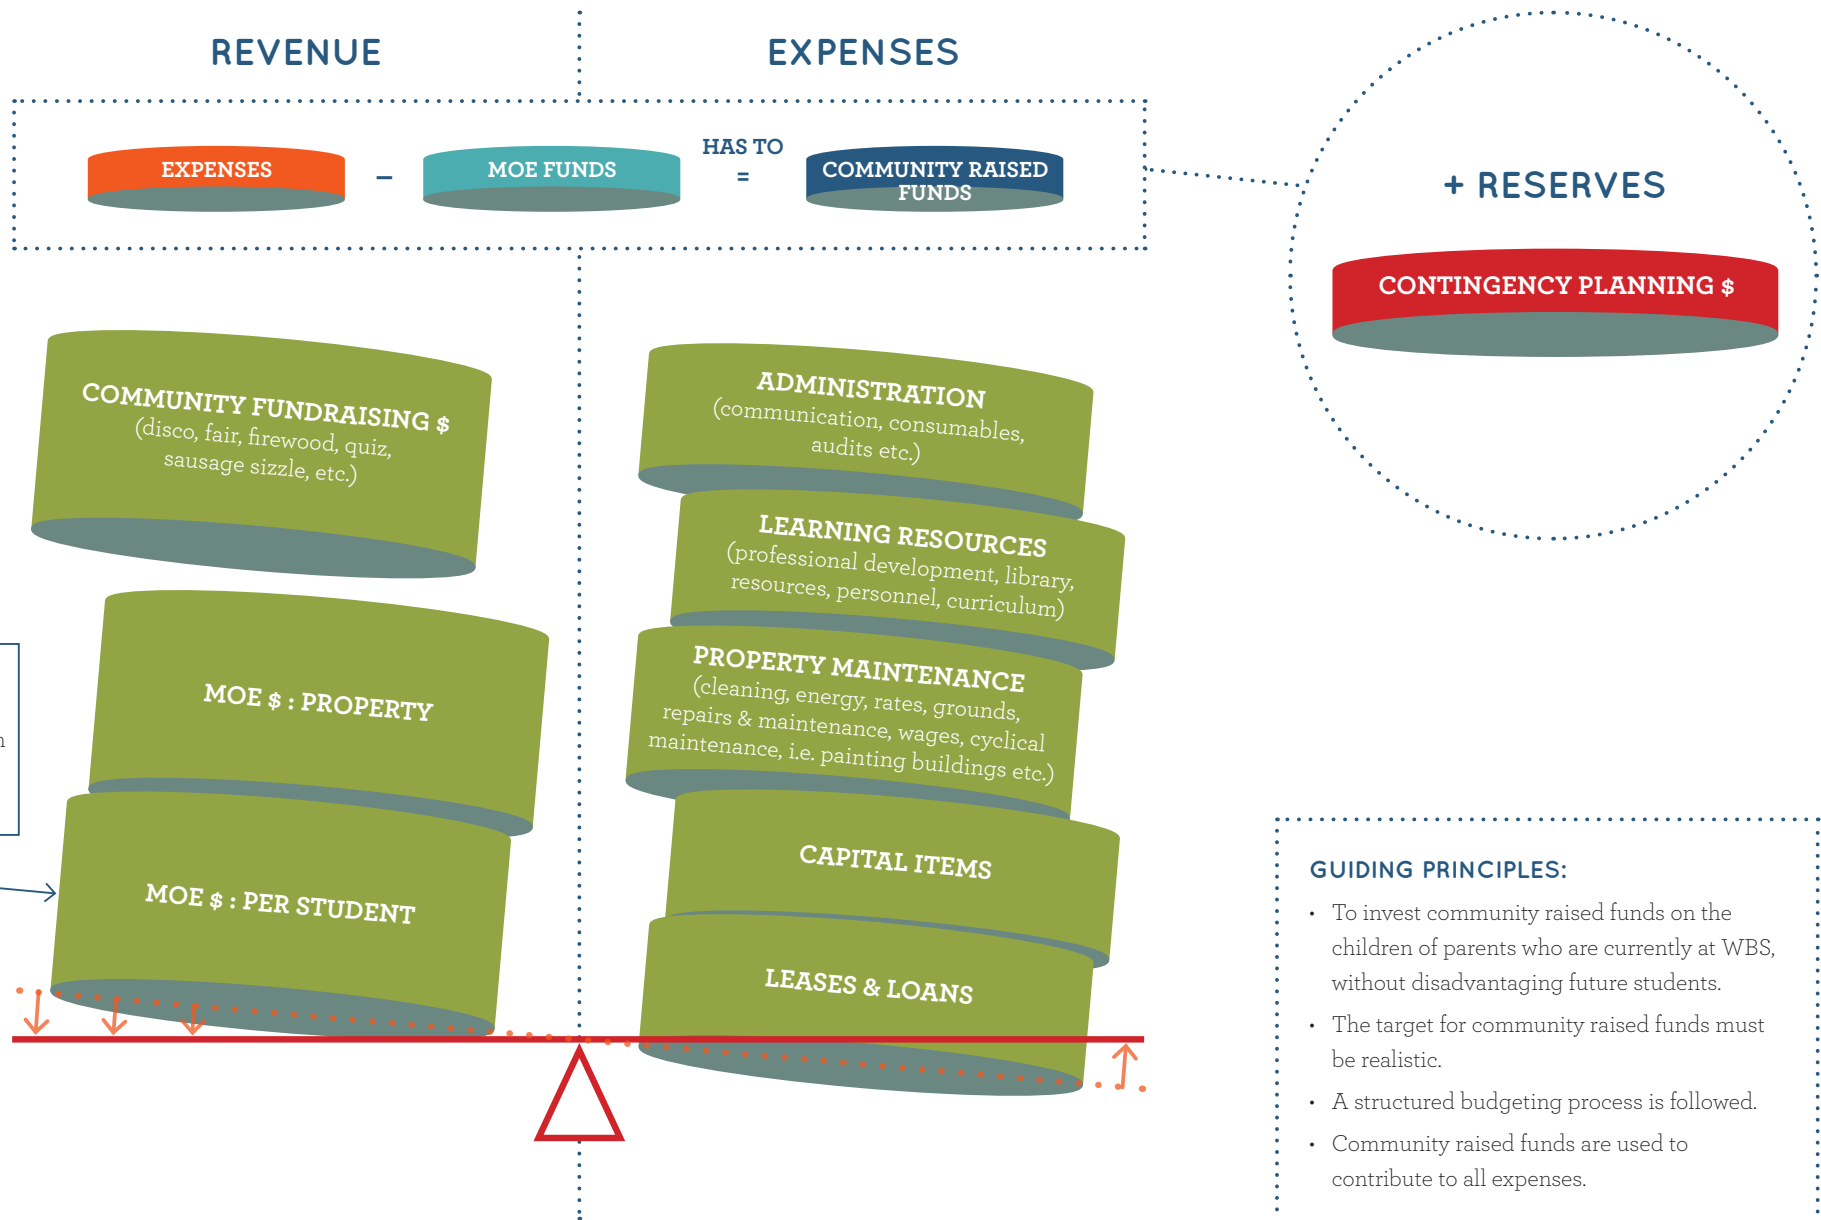 REVENUE
EXPENSES
EXPENSES
–
MOE FUNDS
HAS TO
=
COMMUNITY RAISED
FUNDS
+ RESERVES
CONTINGENCY PLANNING $
COMMUNITY FUNDRAISING $
(disco, fair, firewood, quiz,
sausage sizzle, etc.)
MOE $ : PROPERTY
MOE $ : PER STUDENT
ADMINISTRATION
(communication, consumables,
audits etc.)
LEARNING RESOURCES
(professional development, library,
resources, personnel, curriculum)
PROPERTY MAINTENANCE
(cleaning, energy, rates, grounds,
repairs & maintenance, wages, cyclical
maintenance, i.e. painting buildings etc.)
CAPITAL ITEMS
LEASES & LOANS
GUIDING PRINCIPLES:
• To invest community raised funds on the
children of parents who are currently at WBS,
without disadvantaging future students.
• The target for community raised funds must
be realistic.
• A structured budgeting process is followed.
• Community raised funds are used to
contribute to all expenses.